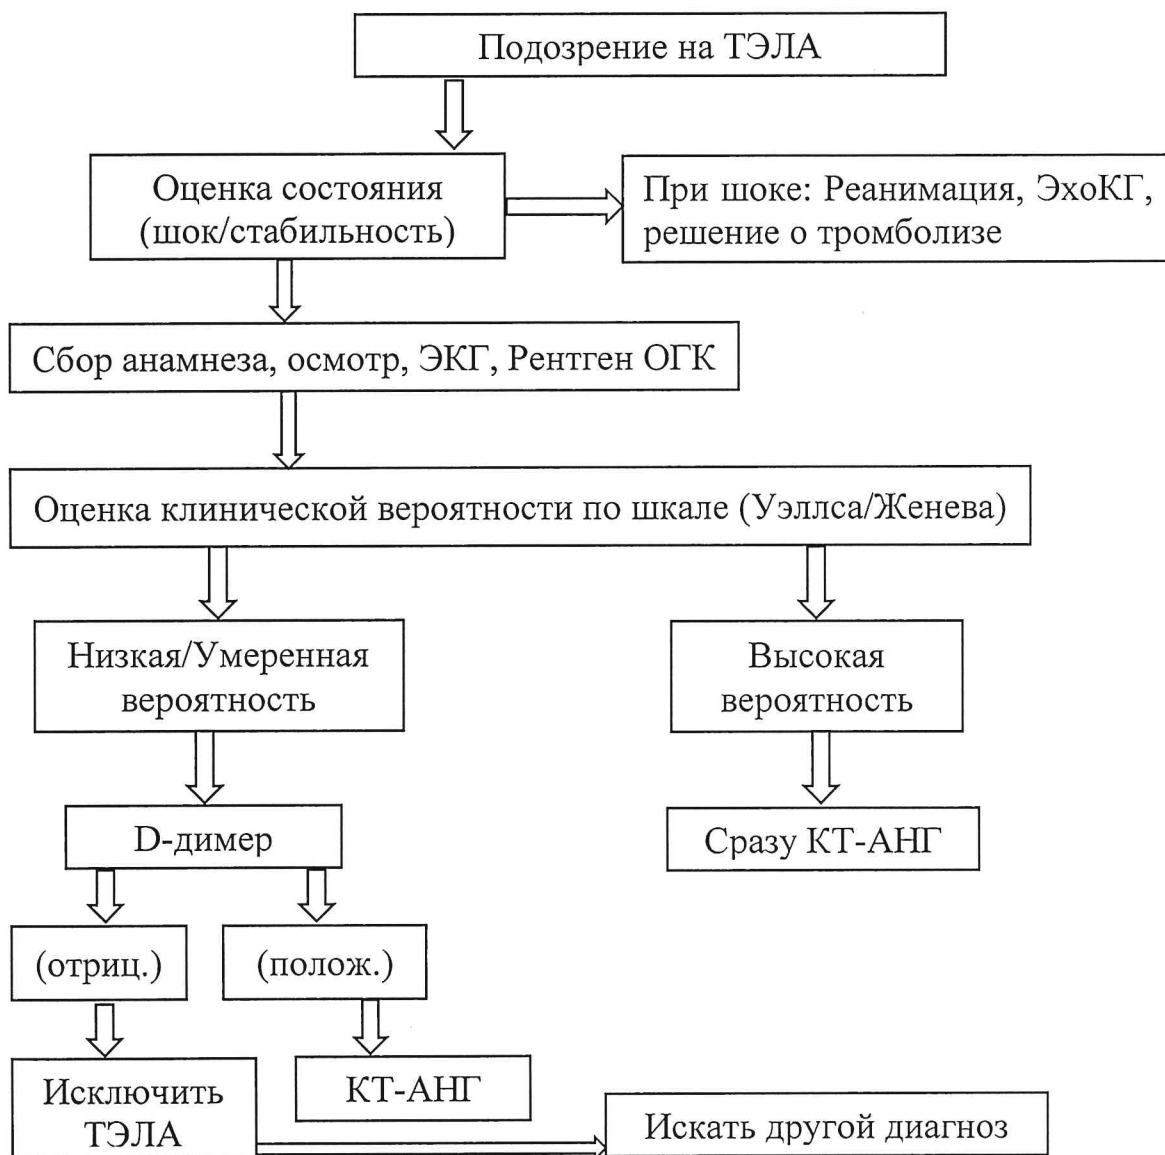 Подозрение на ТЭЛА
Оценка состояния
(шок/стабильность)
При шоке: Реанимация, ЭхоКГ,
решение о тромболизе
Сбор анамнеза, осмотр, ЭКГ, Рентген ОГК
Оценка клинической вероятности по шкале (Уэллса/Женева)
Низкая/Умеренная
вероятность
Высокая
вероятность
D-димер
Сразу КТ-АНГ
(отриц.)
(полож.)
Исключить
ТЭЛА
КТ-АНГ
Искать другой диагноз